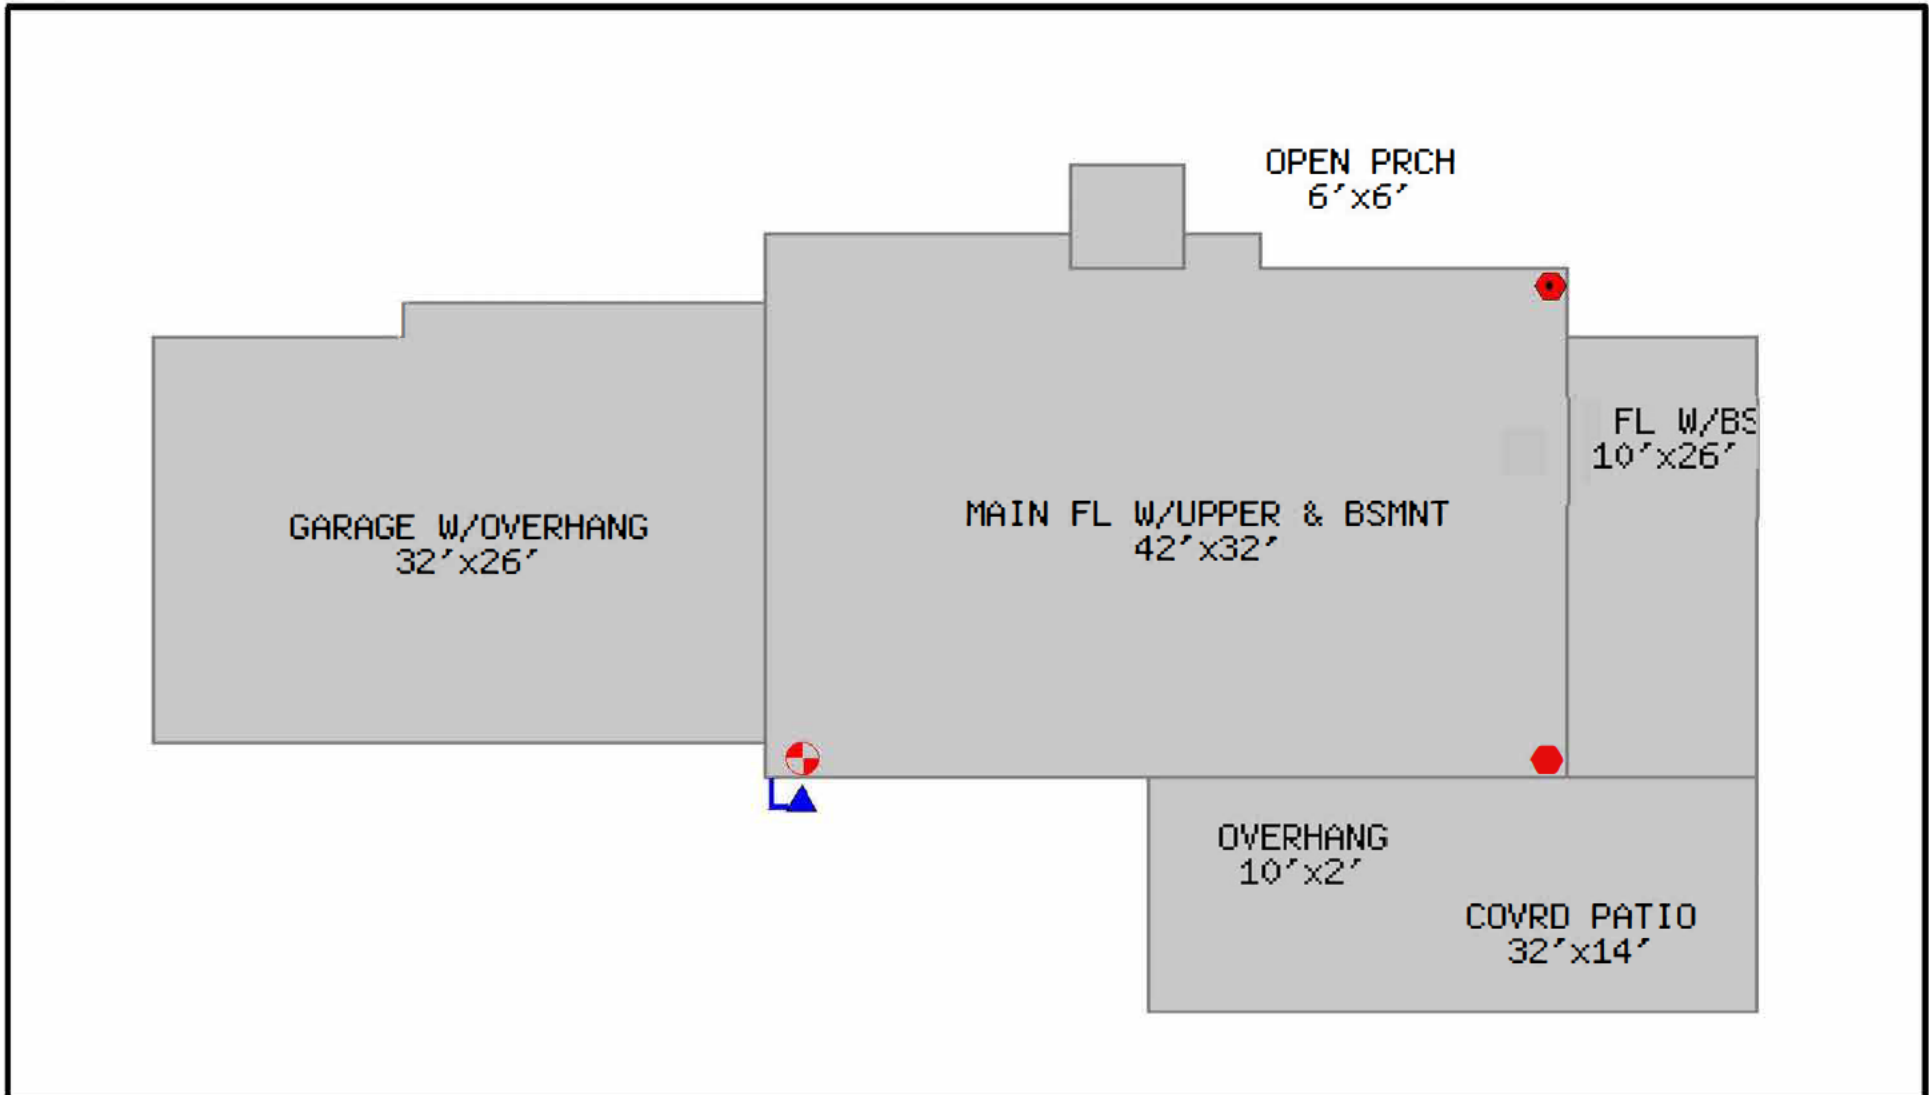 OPEN PRCH
6'x6'
FL W/BS
10'x26'
MAIN FL W/UPPER & BSMNT
42'x32'
GARAGE W/OVERHANG
32'x26'
OVERHANG
10'x2'
COVRD PATIO
32'x14'